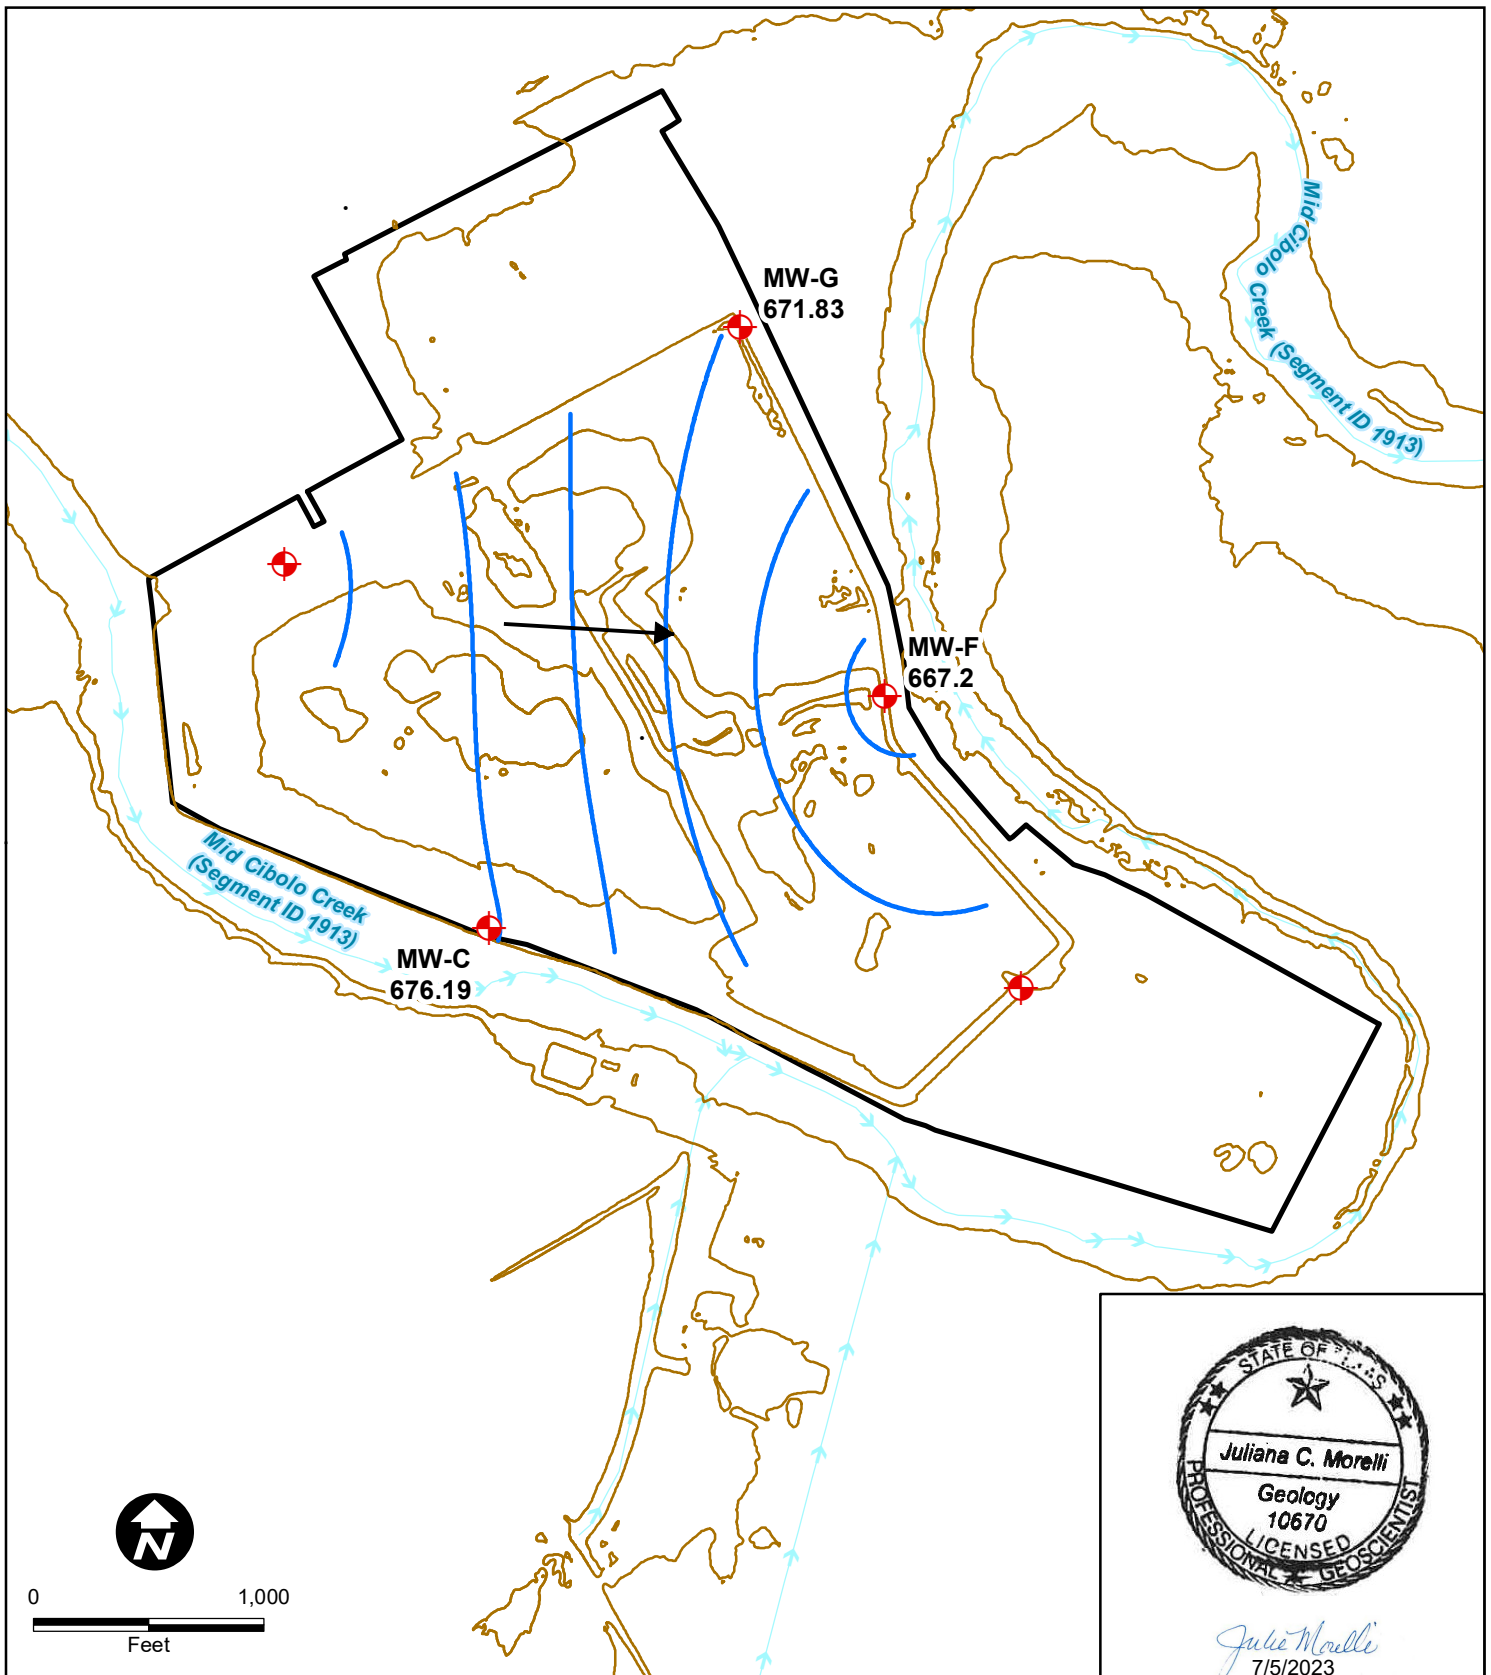 MW-G
671.83
Mid Cibolo
Creek (Segment ID 1913)
MW-F
667.2
Mid Cibolo Creek
(Segment ID 1913)
MW-C
676.19
N
0 1,000
Feet
STATE OF
Juliana C. Morelli
Geology
10670
LICENSED
PROFESSIONAL GEOSCIENTIST
Julie Morelli
7/5/2023